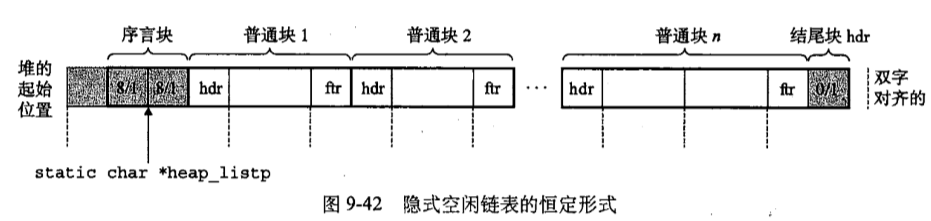 序言块 普通块 1 普通块 2 普通块 n 结尾块 hdr
堆的
起始
位置
8/1 8/1 hdr ftr hdr ftr ··· hdr ftr 0/1
双字
对齐的
static char *heap_listp
图 9-42 隐式空闲链表的恒定形式